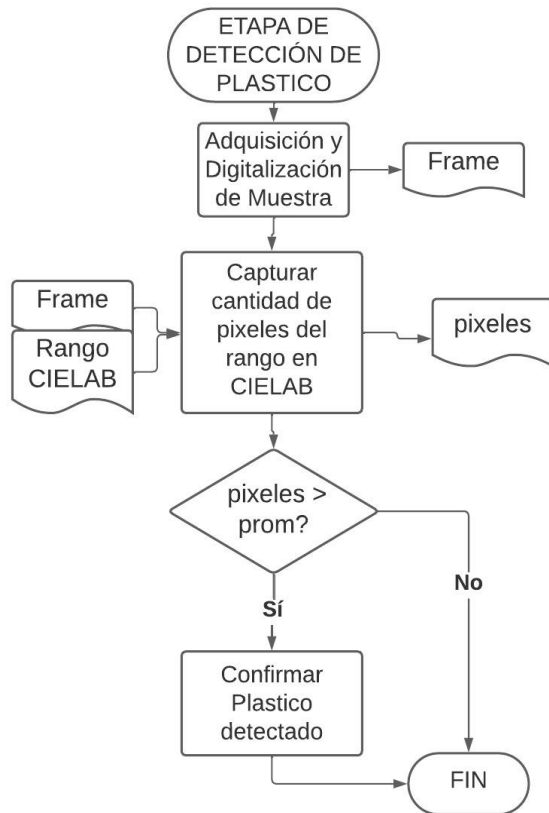 ETAPA DE
DETECCIÓN DE
PLASTICO
Adquisición y
Digitalización
de Muestra
Frame
Capturar
cantidad de
pixeles del
rango en
CIELAB
Frame
Rango
CIELAB
pixeles
pixeles >
prom?
No
Sí
Confirmar
Plastico
detectado
FIN